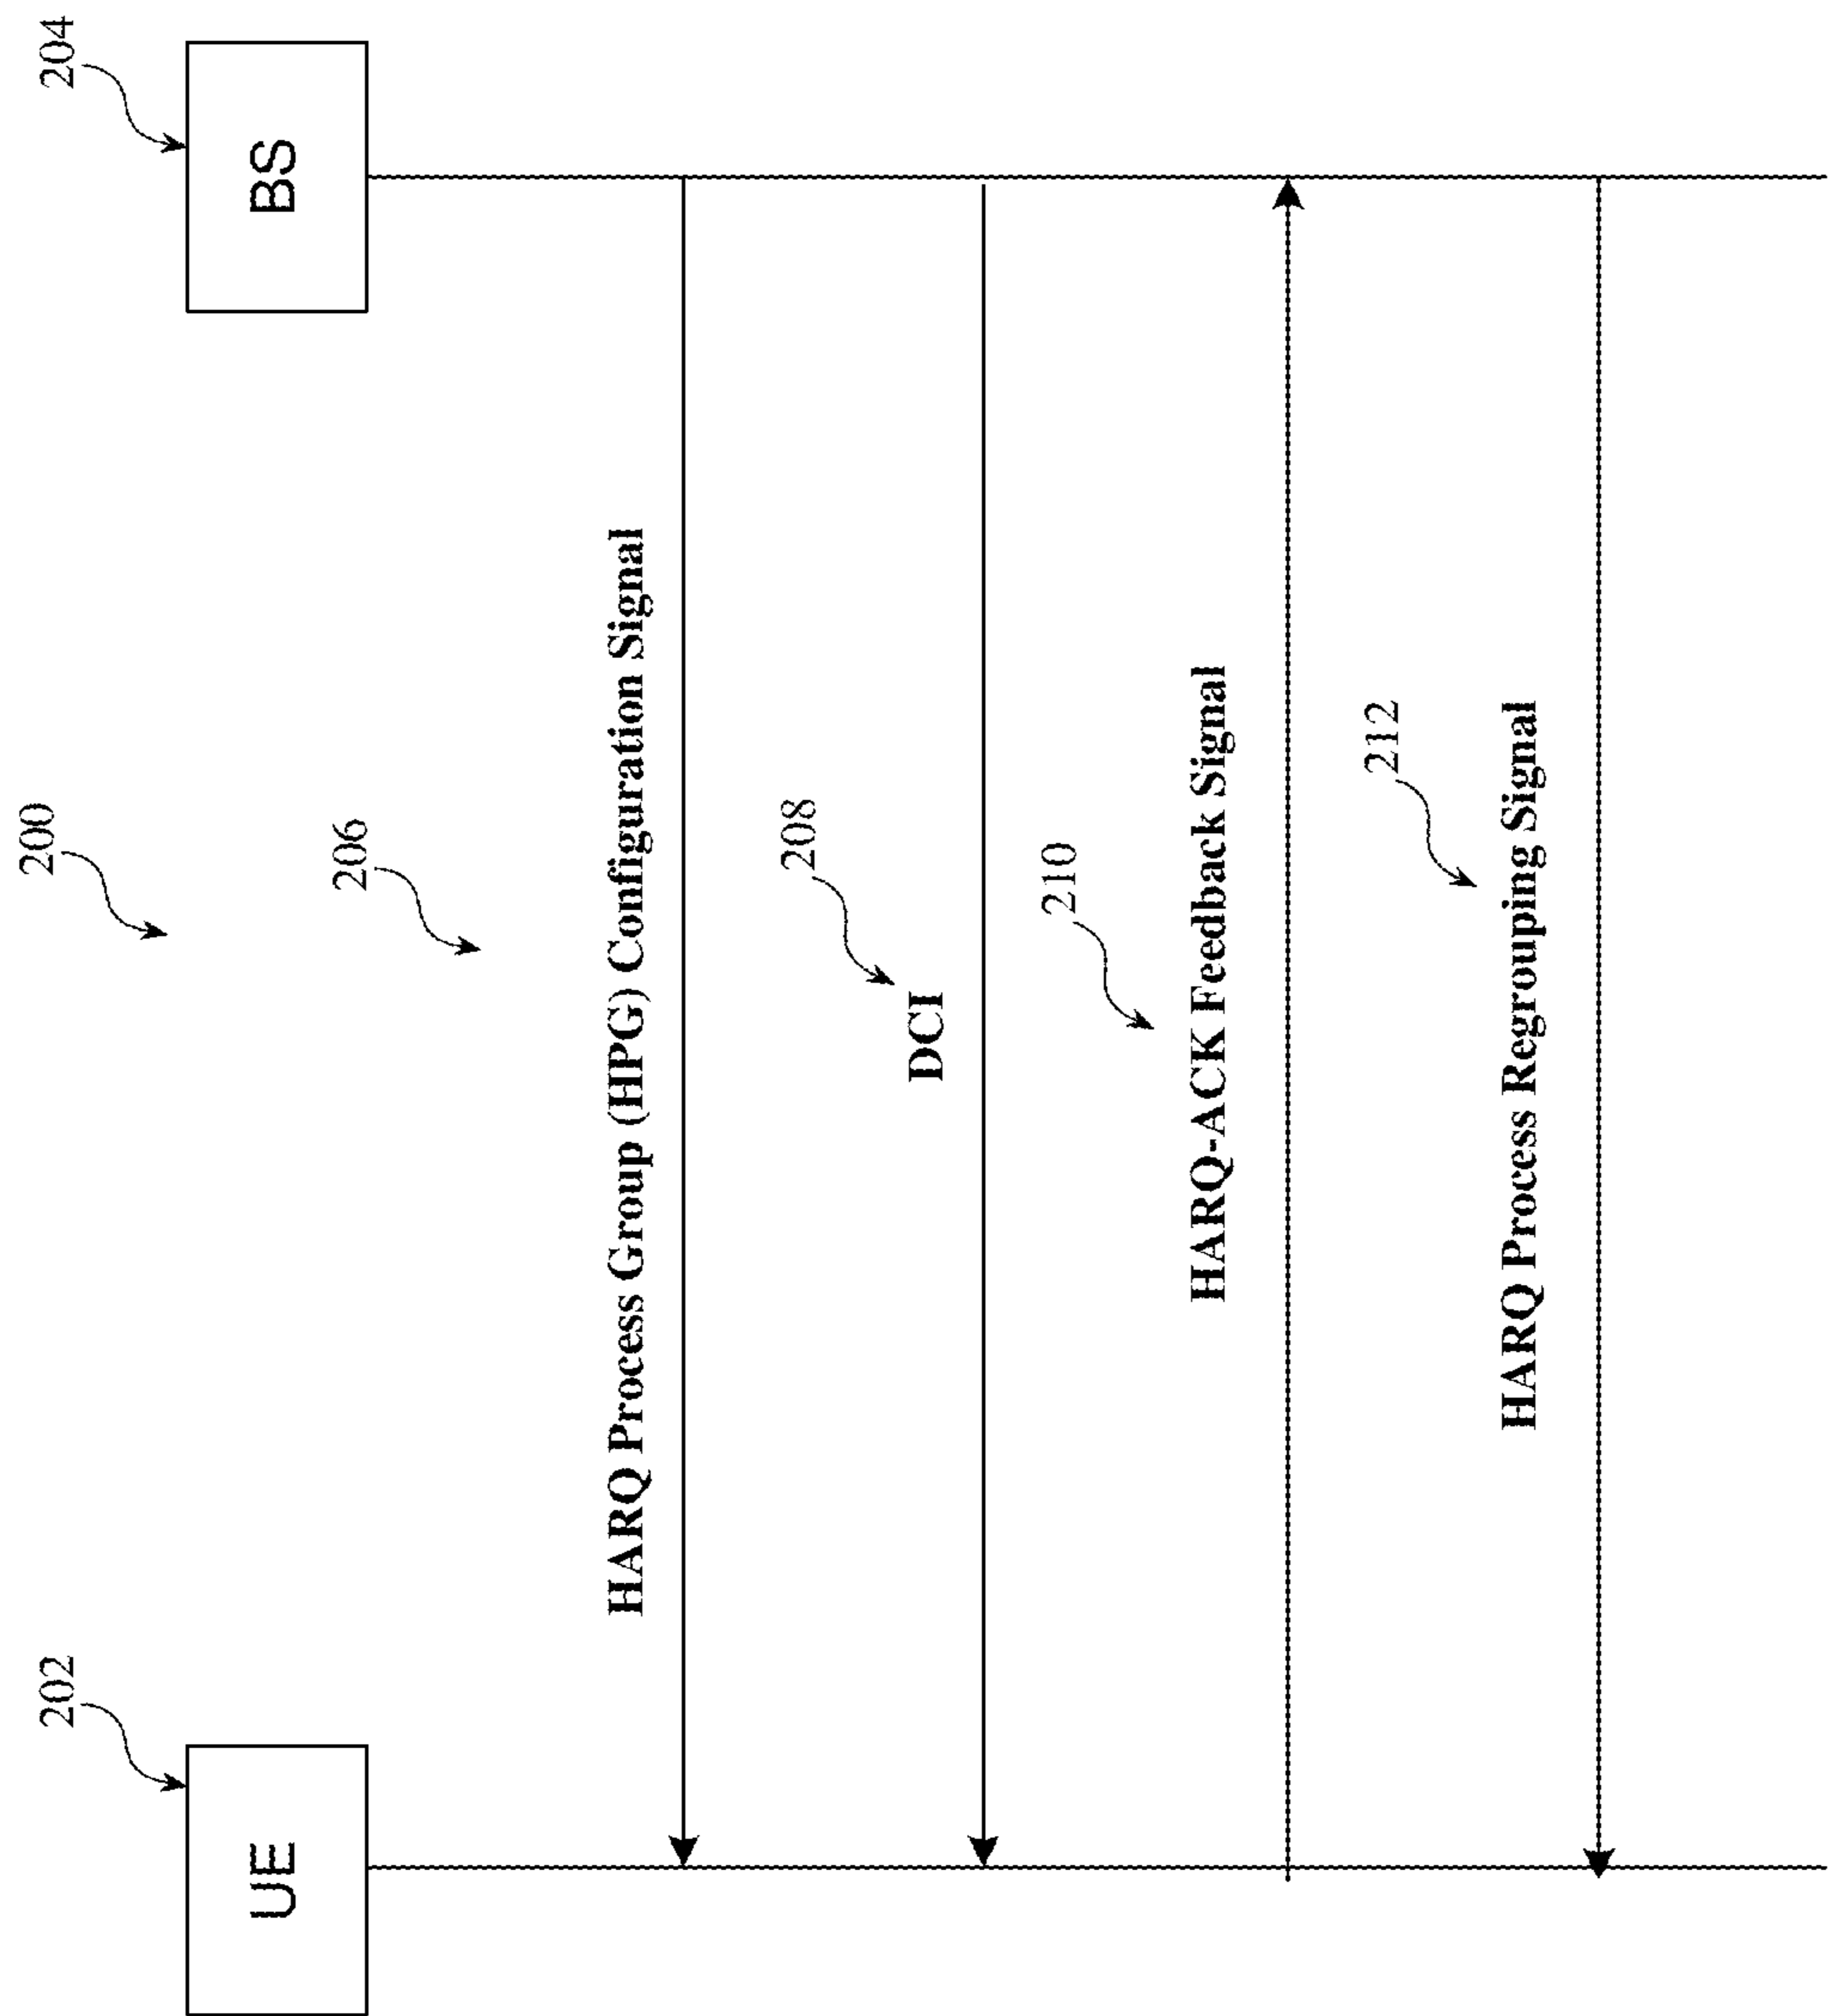 200
202
204
UE
BS
206
HARQ Process Group (HPG) Configuration Signal
208
DCI
210
HARQ-ACK Feedback Signal
212
HARQ Process Regrouping Signal